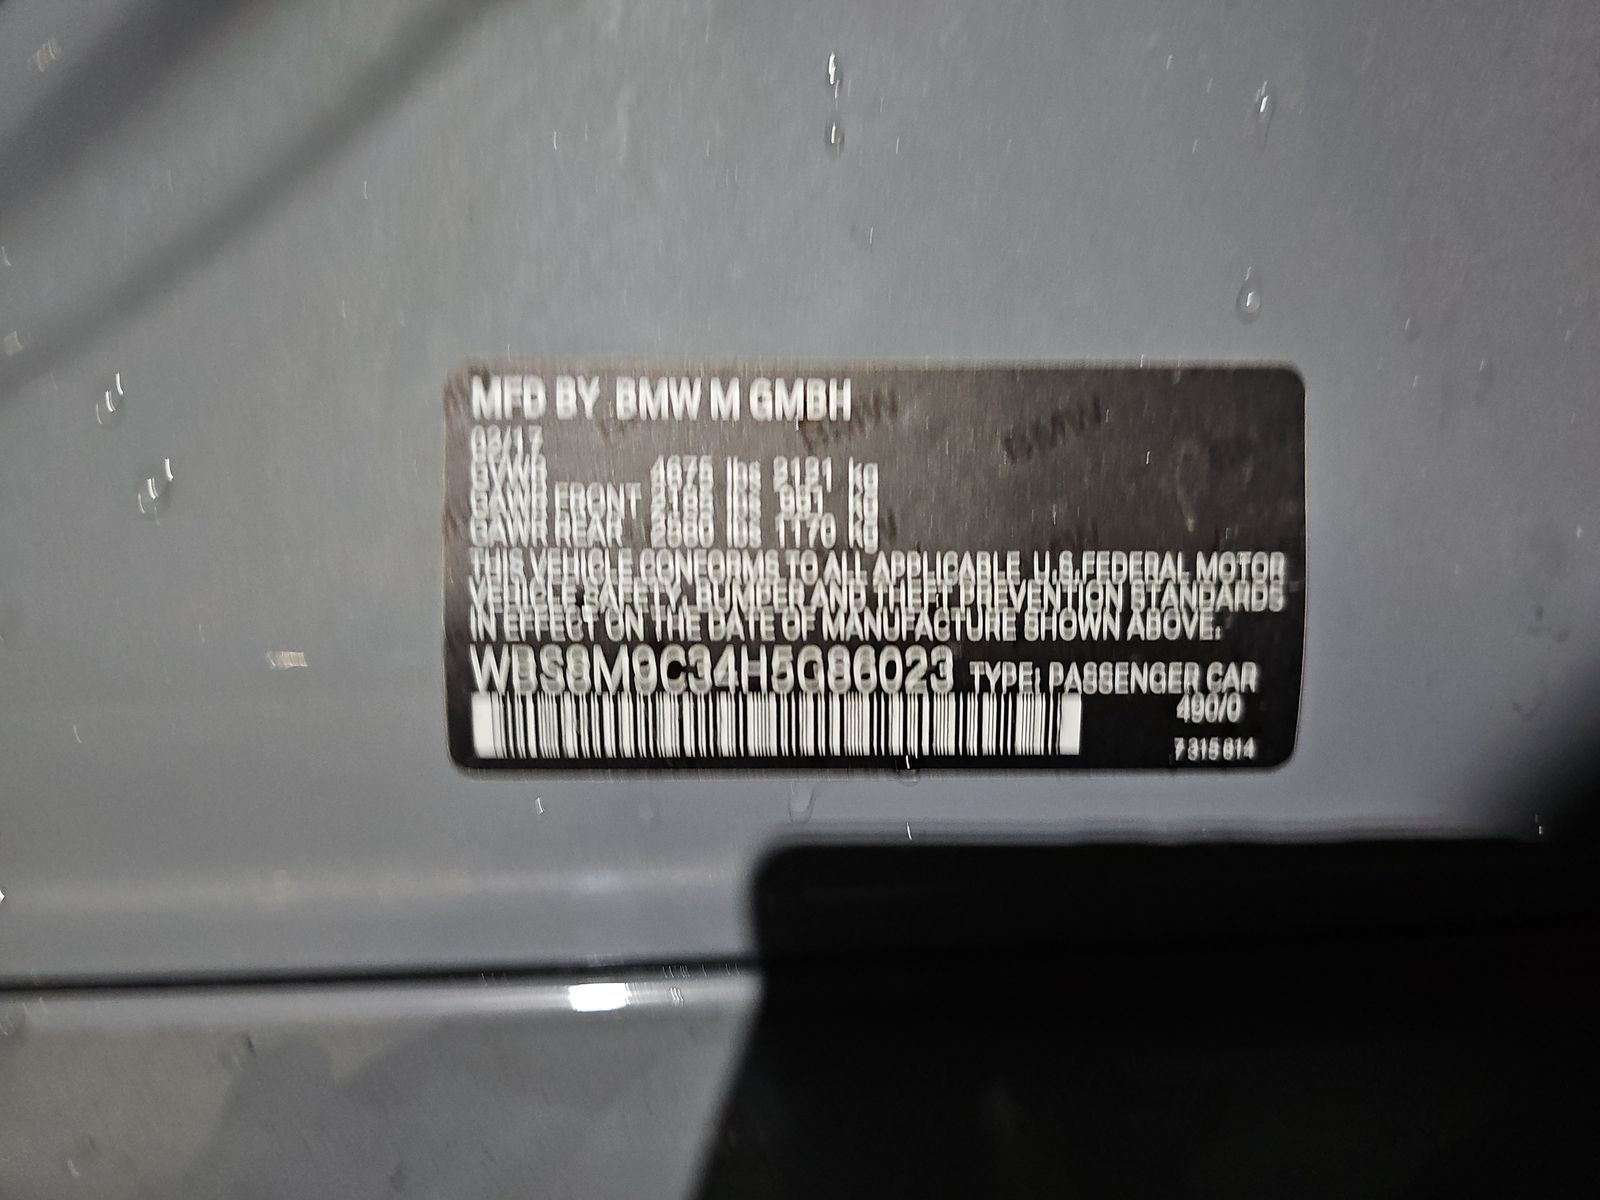 MFD BY BMW M GMBH
GVWR 4675 lbs 2121 kg
GAWR FRONT 2185 lbs 991 kg
GAWR REAR 2580 lbs 1170 kg
THIS VEHICLE CONFORMS TO ALL APPLICABLE U.S.FEDERAL MOTOR
VEHICLE SAFETY, BUMPER AND THEFT PREVENTION STANDARDS
IN EFFECT ON THE DATE OF MANUFACTURE SHOWN ABOVE.
WBS8M9C34H5G86023 TYPE: PASSENGER CAR
490/0
7 315 814